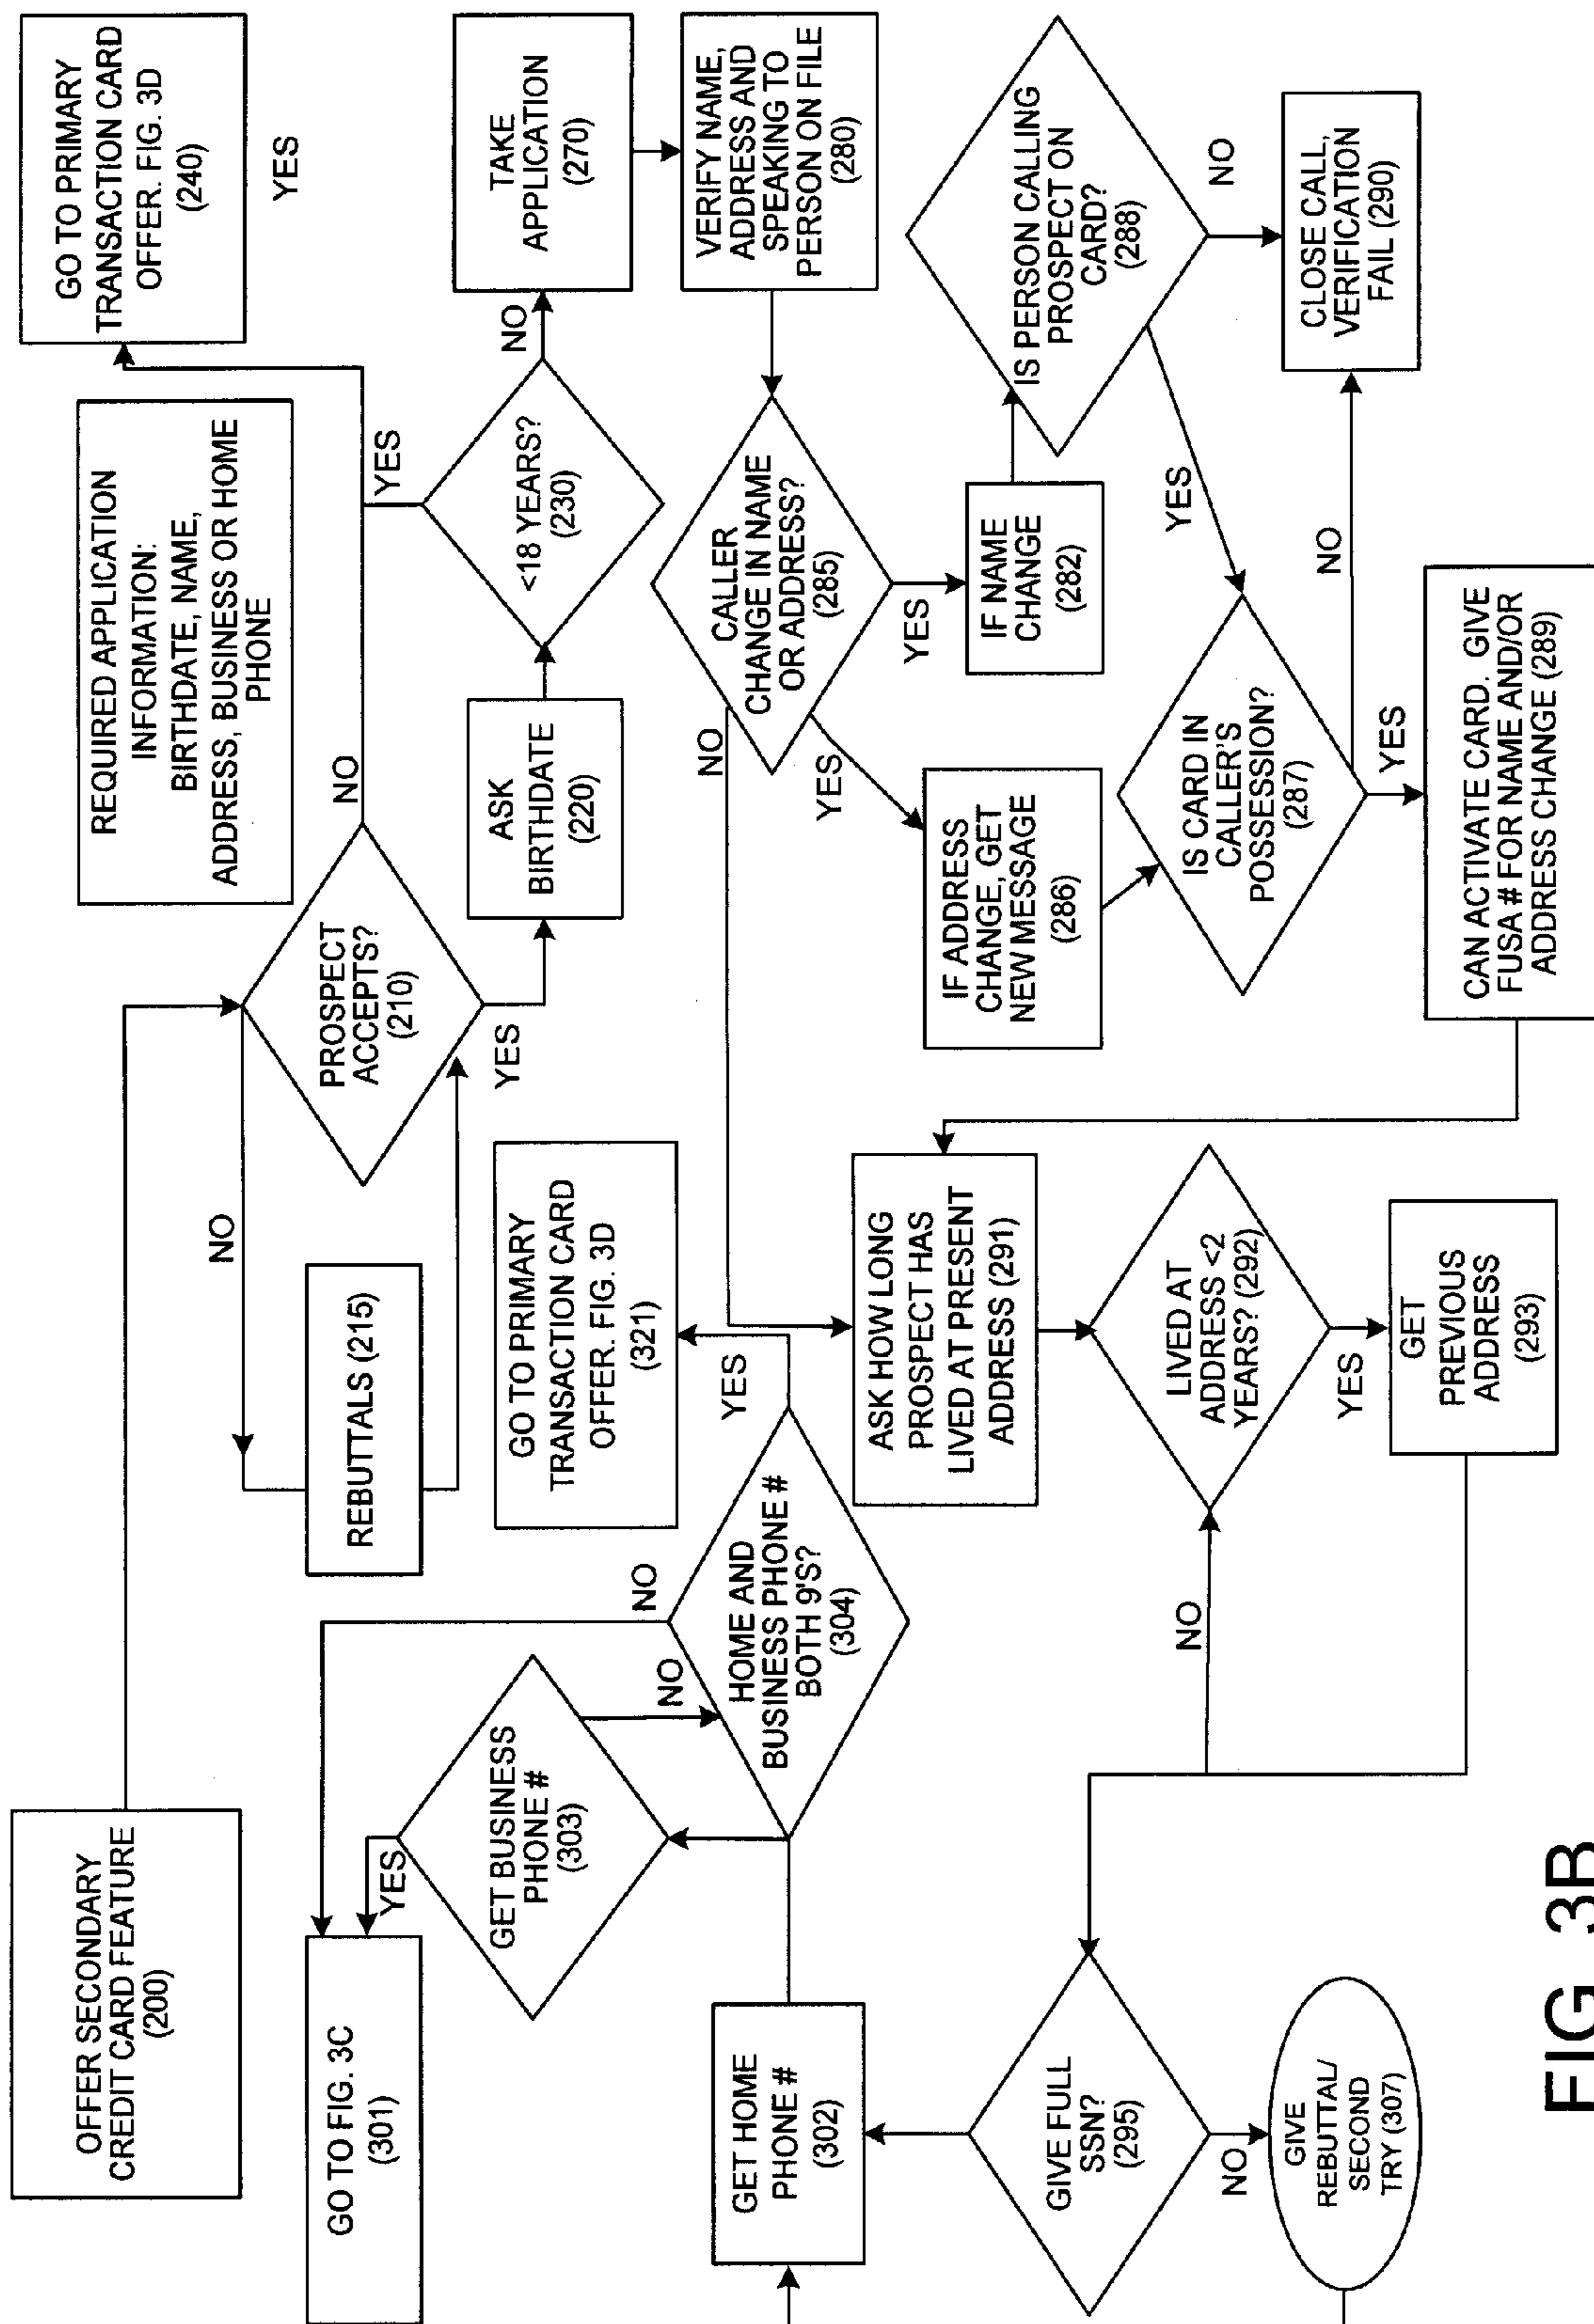 OFFER SECONDARY
CREDIT CARD FEATURE
(200)
PROSPECT
ACCEPTS?
(210)
NO
REBUTTALS (215)
YES
NO
REQUIRED APPLICATION
INFORMATION:
BIRTHDATE, NAME,
ADDRESS, BUSINESS OR HOME
PHONE
GO TO PRIMARY
TRANSACTION CARD
OFFER. FIG. 3D
(240)
YES
ASK
BIRTHDATE
(220)
<18 YEARS?
(230)
YES
NO
TAKE
APPLICATION
(270)
VERIFY NAME,
ADDRESS AND
SPEAKING TO
PERSON ON FILE
(280)
CALLER
CHANGE IN NAME
OR ADDRESS?
(285)
NO
YES
YES
IF NAME
CHANGE
(282)
IS PERSON CALLING
PROSPECT ON
CARD?
(288)
NO
YES
CLOSE CALL,
VERIFICATION
FAIL (290)
IF ADDRESS
CHANGE, GET
NEW MESSAGE
(286)
IS CARD IN
CALLER'S
POSSESSION?
(287)
NO
YES
CAN ACTIVATE CARD. GIVE
FUSA # FOR NAME AND/OR
ADDRESS CHANGE (289)
ASK HOW LONG
PROSPECT HAS
LIVED AT PRESENT
ADDRESS (291)
LIVED AT
ADDRESS <2
YEARS? (292)
YES
NO
GET
PREVIOUS
ADDRESS
(293)
GIVE FULL
SSN?
(295)
NO
GIVE
REBUTTAL/
SECOND
TRY (307)
GET HOME
PHONE #
(302)
GET BUSINESS
PHONE #
(303)
YES
NO
HOME AND
BUSINESS PHONE #
BOTH 9'S?
(304)
NO
YES
GO TO PRIMARY
TRANSACTION CARD
OFFER. FIG. 3D
(321)
GO TO FIG. 3C
(301)
FIG. 3B